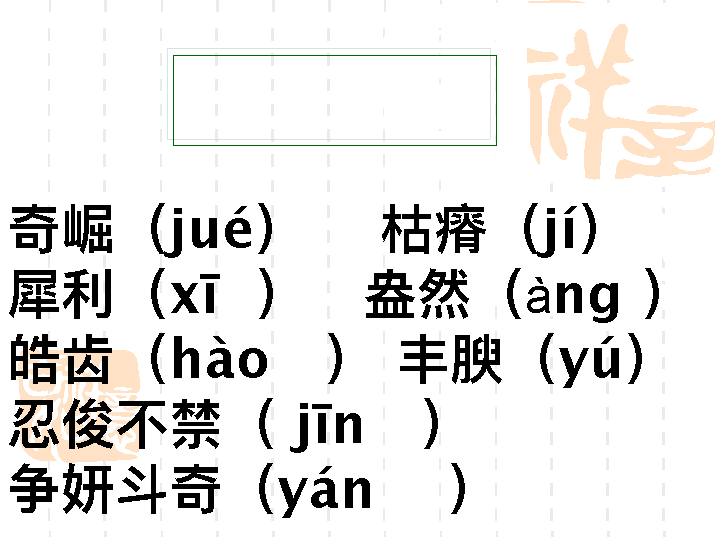 奇崛（jué） 枯瘠（jí）
犀利（xī ） 盎然（àng ）
皓齿（hào ） 丰腴（yú）
忍俊不禁（ jīn ）
争妍斗奇（yán ）